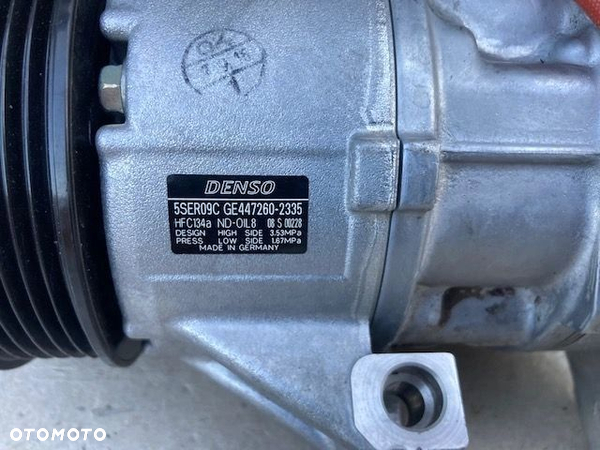 DENSO
5SER09C GE447260-2335
HFC134a ND-OIL8 08 S 00228
DESIGN HIGH SIDE 3.53MPa
PRESS LOW SIDE 1.67MPa
MADE IN GERMANY
OTOMOTO
OTOMOTO